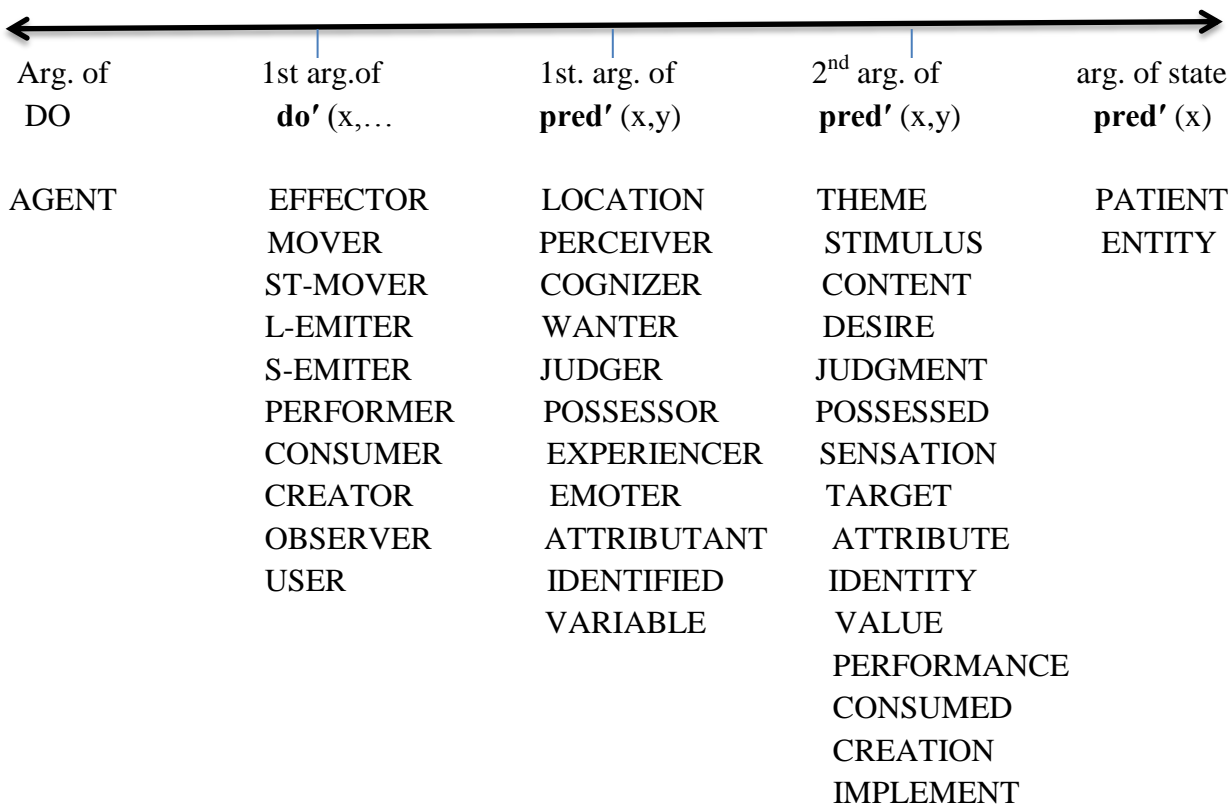 Arg. of 1st arg.of 1st. arg. of 2nd arg. of arg. of state
DO do′ (x,… pred′ (x,y) pred′ (x,y) pred′ (x)
AGENT EFFECTOR LOCATION THEME PATIENT
MOVER PERCEIVER STIMULUS ENTITY
ST-MOVER COGNIZER CONTENT
L-EMITER WANTER DESIRE
S-EMITER JUDGER JUDGMENT
PERFORMER POSSESSOR POSSESSED
CONSUMER EXPERIENCER SENSATION
CREATOR EMOTER TARGET
OBSERVER ATTRIBUTANT ATTRIBUTE
USER IDENTIFIED IDENTITY
VARIABLE VALUE
PERFORMANCE
CONSUMED
CREATION
IMPLEMENT